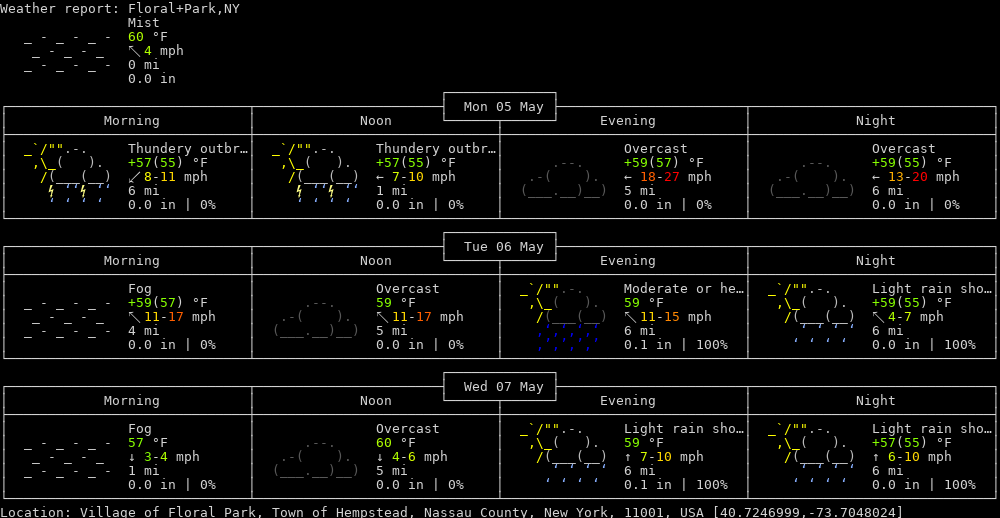 Weather report: Floral+Park,NY
Mist
60 °F
↖ 4 mph
0 mi
0.0 in
Mon 05 May
Morning Noon Evening Night
Thundery outbr… Thundery outbr… Overcast Overcast
+57(55) °F +57(55) °F +59(57) °F +59(55) °F
↙ 8-11 mph ← 7-10 mph ← 18-27 mph ← 13-20 mph
6 mi 1 mi 5 mi 6 mi
0.0 in | 0% 0.0 in | 0% 0.0 in | 0% 0.0 in | 0%
Tue 06 May
Morning Noon Evening Night
Fog Overcast Moderate or he… Light rain sho…
+59(57) °F 59 °F 59 °F +59(55) °F
↖ 11-17 mph ↖ 11-17 mph ↖ 11-15 mph ↖ 4-7 mph
4 mi 5 mi 6 mi 6 mi
0.0 in | 0% 0.0 in | 0% 0.1 in | 100% 0.0 in | 100%
Wed 07 May
Morning Noon Evening Night
Fog Overcast Light rain sho… Light rain sho…
57 °F 60 °F 59 °F +57(55) °F
↓ 3-4 mph ↓ 4-6 mph ↑ 7-10 mph ↑ 6-10 mph
1 mi 5 mi 6 mi 6 mi
0.0 in | 0% 0.0 in | 0% 0.1 in | 100% 0.0 in | 100%
Location: Village of Floral Park, Town of Hempstead, Nassau County, New York, 11001, USA [40.7246999,-73.7048024]